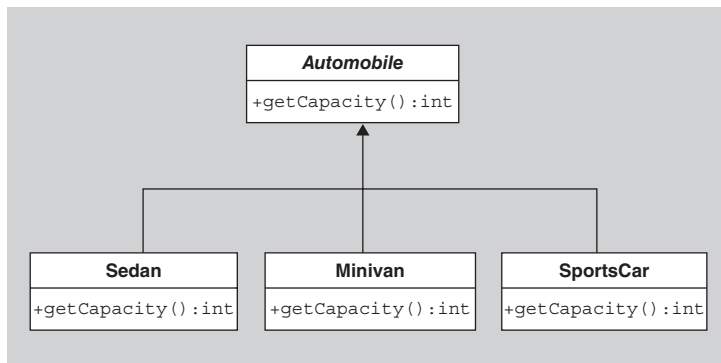 Automobile
+getCapacity():int
Sedan
Minivan
SportsCar
+getCapacity():int
+getCapacity():int
+getCapacity():int